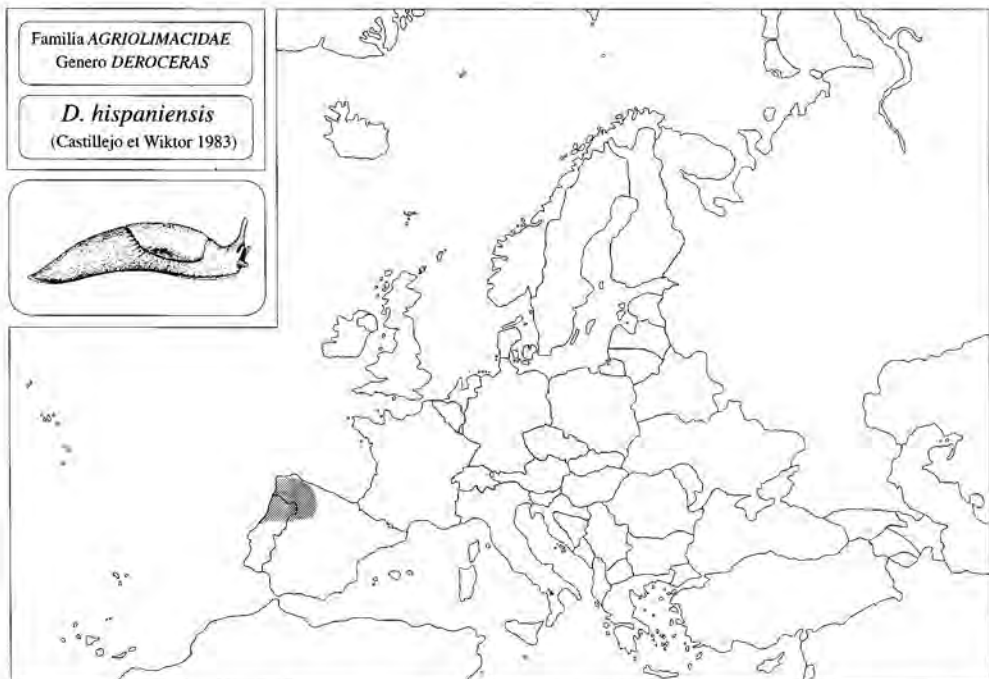 Familia AGRIOLIMACIDAE
Genero DEROCERAS
D. hispaniensis
(Castillejo et Wiktor 1983)